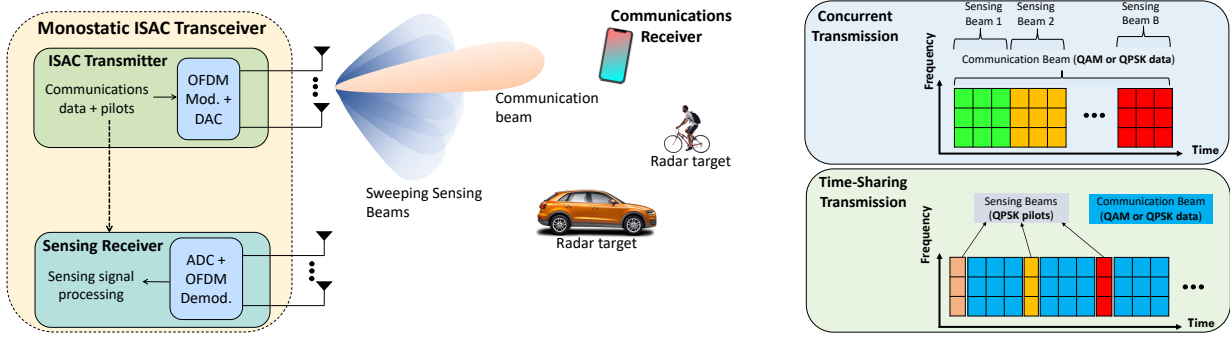 Monostatic ISAC Transceiver
ISAC Transmitter
Communications
data + pilots
OFDM
Mod. +
DAC
Sensing Receiver
Sensing signal
processing
ADC +
OFDM
Demod.
Communications
Receiver
Communication
beam
Sweeping Sensing
Beams
Radar target
Radar target
Concurrent
Transmission
Sensing
Beam 1
Sensing
Beam 2
Sensing
Beam B
Communication Beam (QAM or QPSK data)
Frequency
Time
Time-Sharing
Transmission
Sensing Beams
(QPSK pilots)
Communication Beam
(QAM or QPSK data)
Frequency
Time